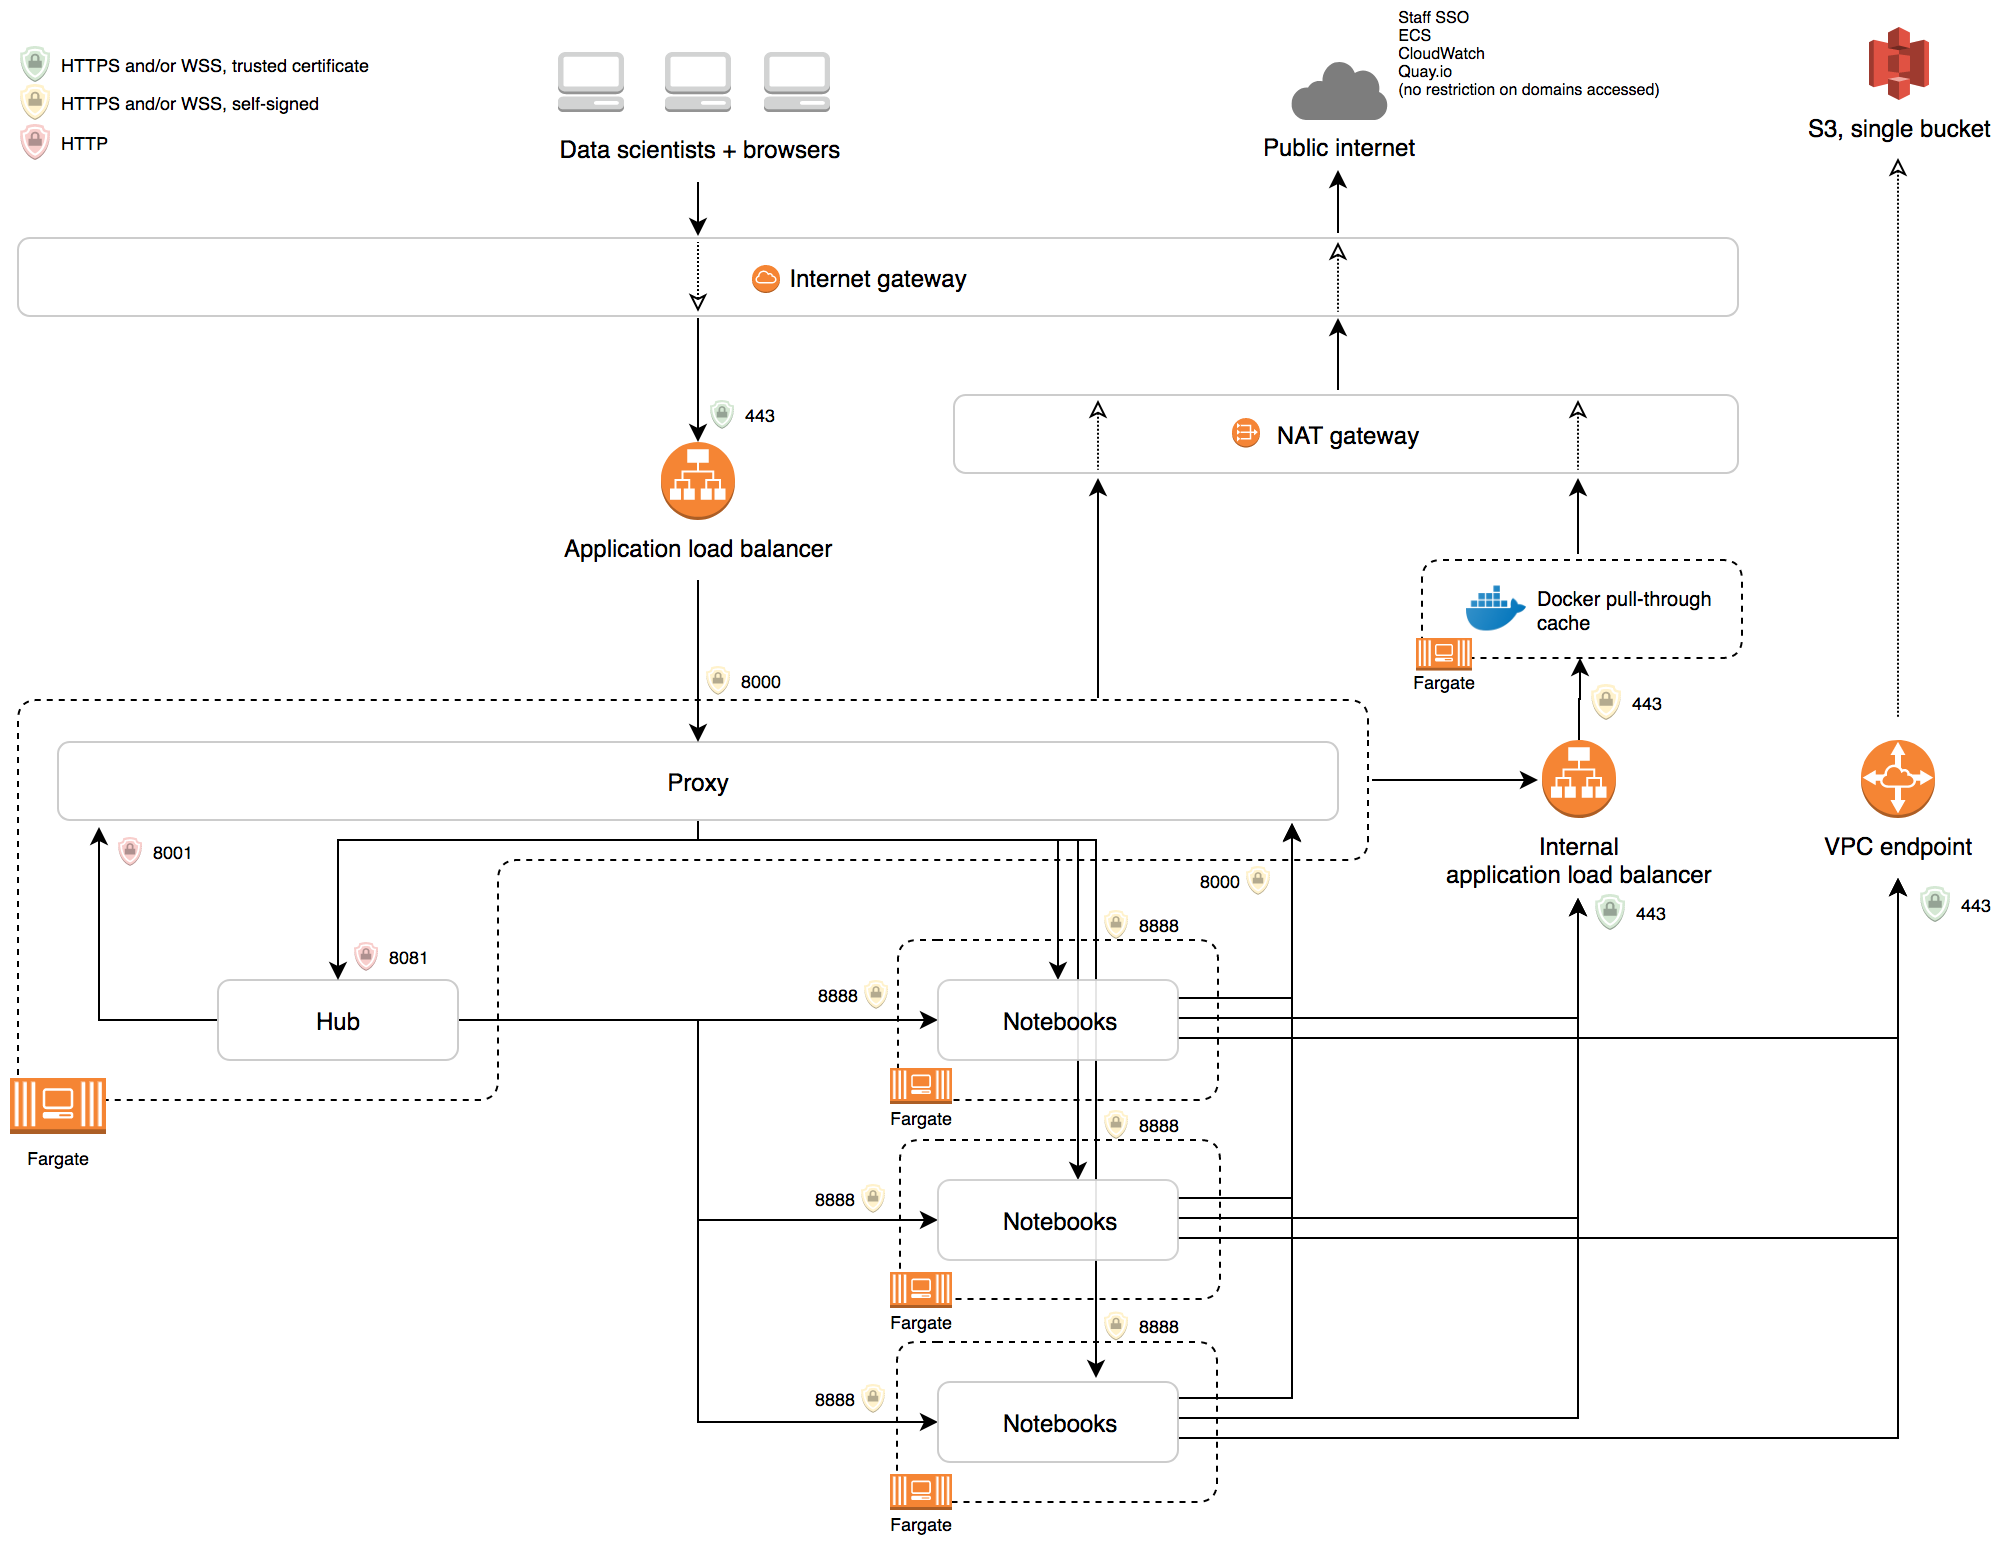 Staff SSO
ECS
CloudWatch
Quay.io
(no restriction on domains accessed)
HTTPS and/or WSS, trusted certificate
HTTPS and/or WSS, self-signed
HTTP
Data scientists + browsers
Public internet
S3, single bucket
Internet gateway
443
NAT gateway
Application load balancer
Docker pull-through
cache
Fargate
8000
443
Proxy
Internal
application load balancer
VPC endpoint
8001
8000
443
443
8081
8888
8888
Hub
Notebooks
Fargate
Fargate
8888
8888
Notebooks
Fargate
8888
8888
Notebooks
Fargate